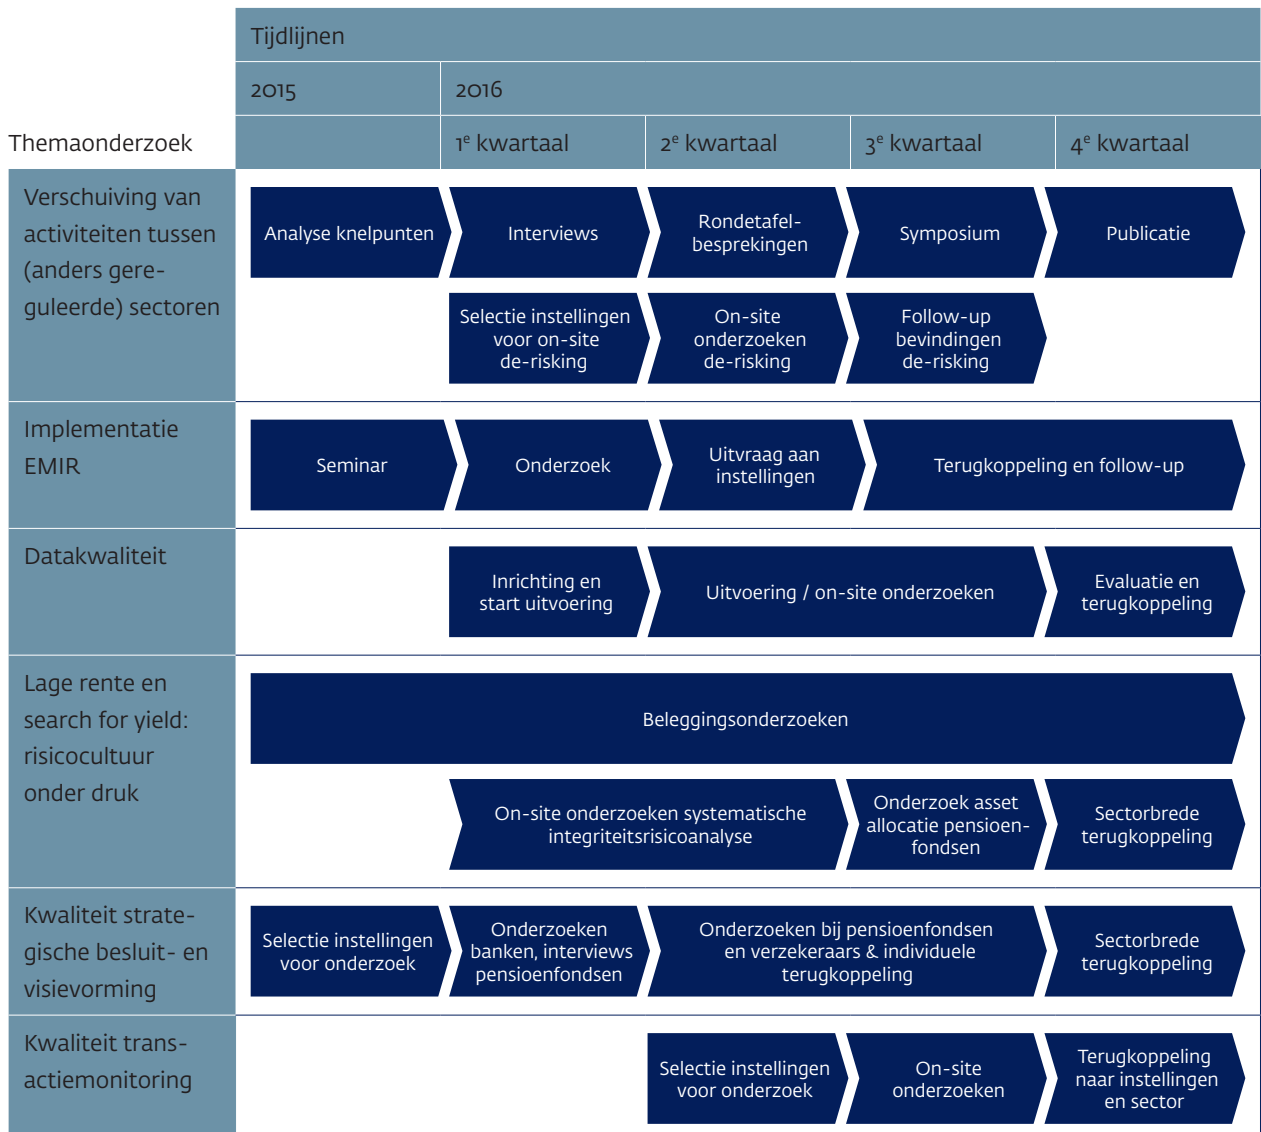 Tijdlijnen
2015
2016
Themaonderzoek
1e kwartaal
2e kwartaal
3e kwartaal
4e kwartaal
Verschuiving van
activiteiten tussen
(anders gere-
guleerde) sectoren
Analyse knelpunten
Interviews
Rondetafel-
besprekingen
Symposium
Publicatie
Selectie instellingen
voor on-site
de-risking
On-site
onderzoeken
de-risking
Follow-up
bevindingen
de-risking
Implementatie
EMIR
Seminar
Onderzoek
Uitvraag aan
instellingen
Terugkoppeling en follow-up
Datakwaliteit
Inrichting en
start uitvoering
Uitvoering / on-site onderzoeken
Evaluatie en
terugkoppeling
Lage rente en
search for yield:
risicocultuur
onder druk
Beleggingsonderzoeken
On-site onderzoeken systematische
integriteitsrisicoanalyse
Onderzoek asset
allocatie pensioen-
fondsen
Sectorbrede
terugkoppeling
Kwaliteit strate-
gische besluit- en
visievorming
Selectie instellingen
voor onderzoek
Onderzoeken
banken, interviews
pensioenfondsen
Onderzoeken bij pensioenfondsen
en verzekeraars & individuele
terugkoppeling
Sectorbrede
terugkoppeling
Kwaliteit trans-
actiemonitoring
Selectie instellingen
voor onderzoek
On-site
onderzoeken
Terugkoppeling
naar instellingen
en sector